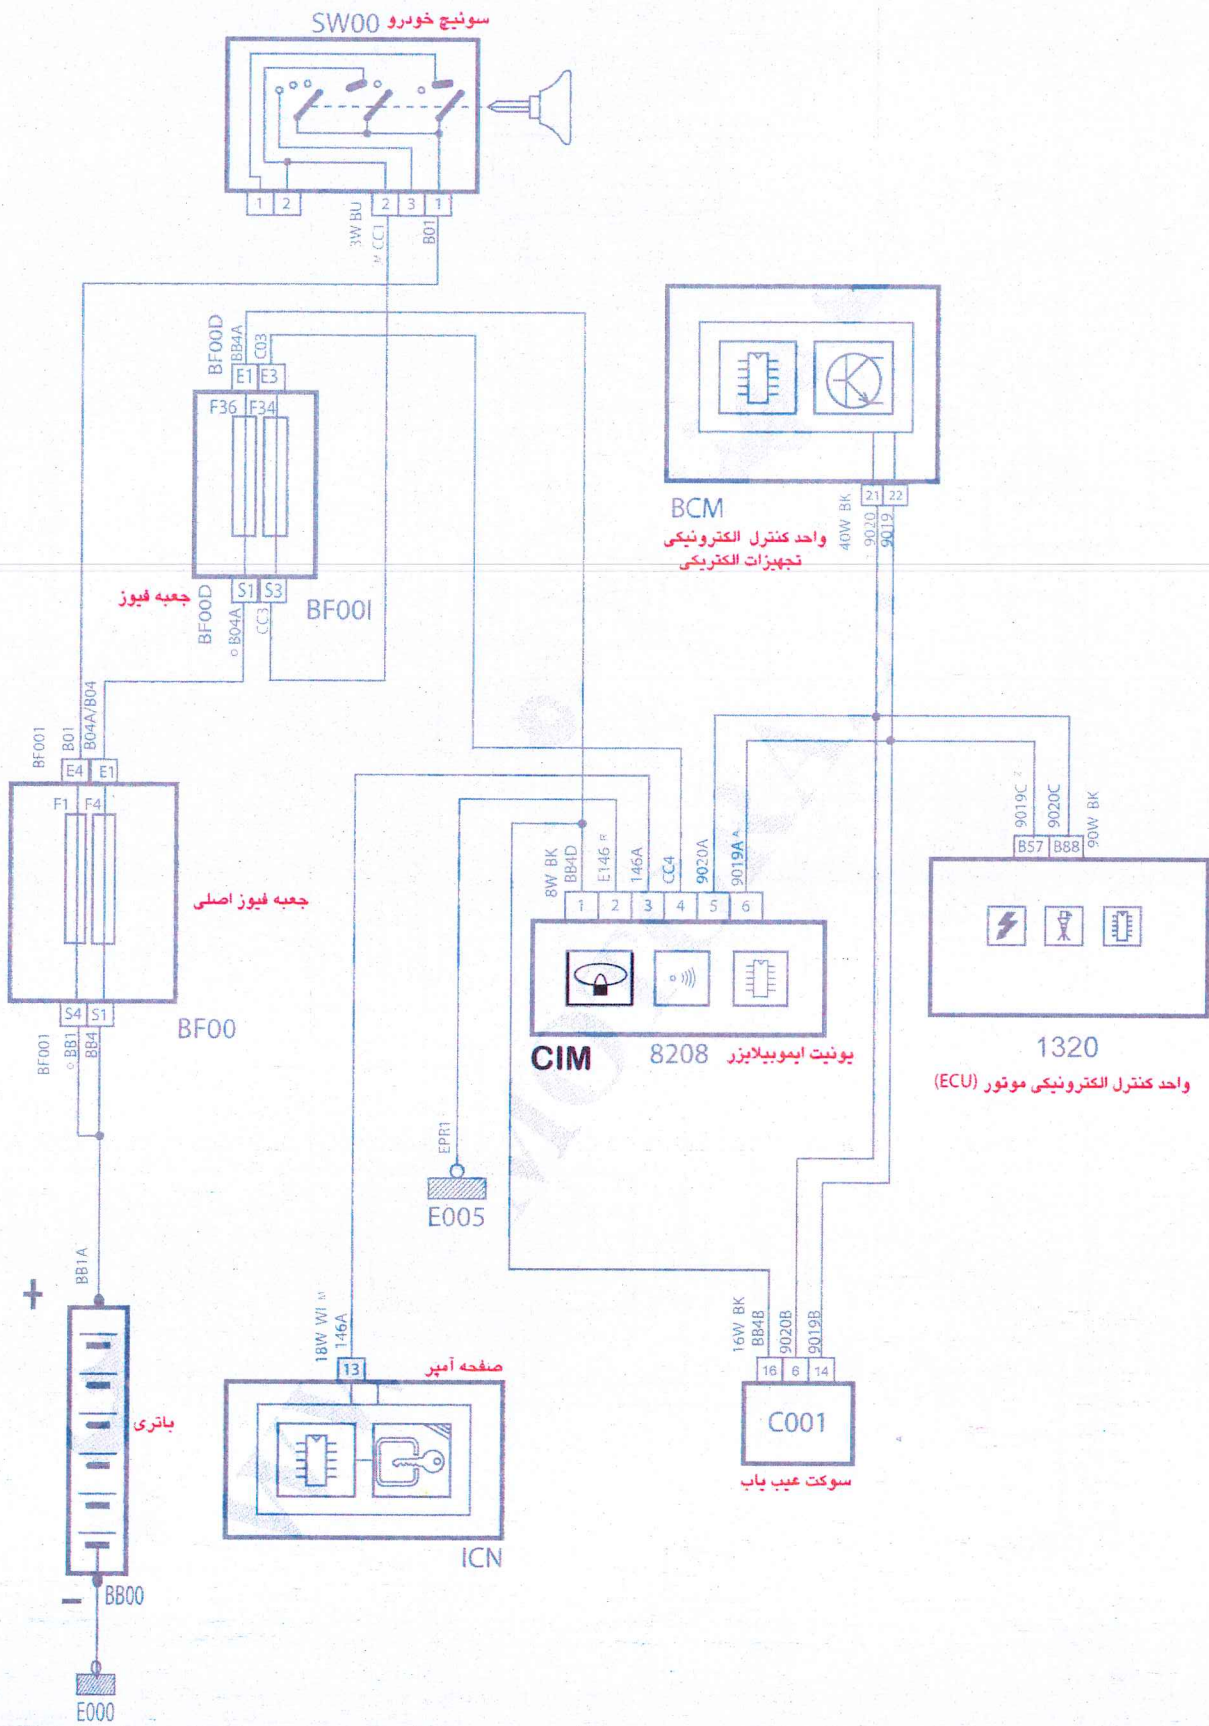 SW00 سوئیچ خودرو
1 2 2 3 1
3W BU
CC1
B01
BF00D
BB4A
C03
E1 E3
F36 F34
S1 S3
جعبه فیوز
BF00D
B04A
CC3
BF00I
BCM
واحد کنترل الکترونیکی
تجهیزات الکتریکی
21 22
40W BK
9020
9019
BF001
B01
B04A/B04
E4 E1
F1 F4
جعبه فیوز اصلی
S4 S1
BF001
BB1
BB4
BF00
8W BK
BB4D
E146 R
146A
CC4
9020A
9019A A
1 2 3 4 5 6
CIM
8208 یونیت ایموبیلایزر
9019C
9020C
90W BK
B57 B88
1320
واحد کنترل الکترونیکی موتور (ECU)
EPR1
E005
BB1A
+
باتری
-
BB00
E000
18W WI M
146A
13
صفحه آمپر
ICN
16W BK
BB4B
9020B
9019B
16 6 14
C001
سوکت عیب یاب